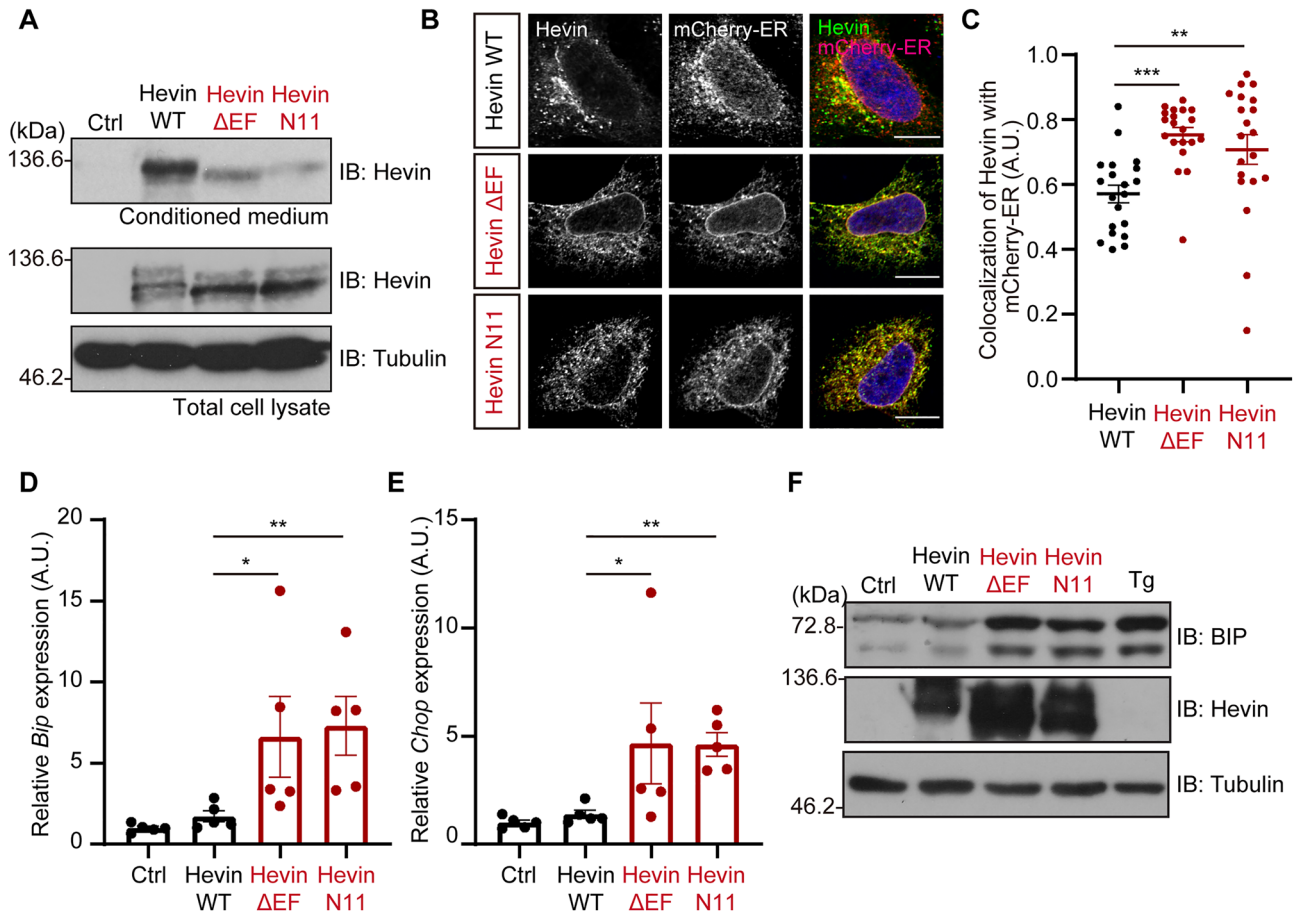 A
(kDa)
Ctrl
Hevin
WT
Hevin
ΔEF
Hevin
N11
136.6
IB: Hevin
Conditioned medium
136.6
IB: Hevin
IB: Tubulin
46.2
Total cell lysate
B
Hevin
mCherry-ER
Hevin
mCherry-ER
Hevin WT
Hevin ΔEF
Hevin N11
C
Colocalization of Hevin with
mCherry-ER (A.U.)
1.0
0.8
0.6
0.4
0.2
0.0
**
***
Hevin
WT
Hevin
ΔEF
Hevin
N11
D
Relative Bip expression (A.U.)
20
15
10
5
0
**
*
Ctrl
Hevin
WT
Hevin
ΔEF
Hevin
N11
E
Relative Chop expression (A.U.)
15
10
5
0
**
*
Ctrl
Hevin
WT
Hevin
ΔEF
Hevin
N11
F
(kDa)
Ctrl
Hevin
WT
Hevin
ΔEF
Hevin
N11
Tg
72.8
IB: BIP
136.6
IB: Hevin
IB: Tubulin
46.2